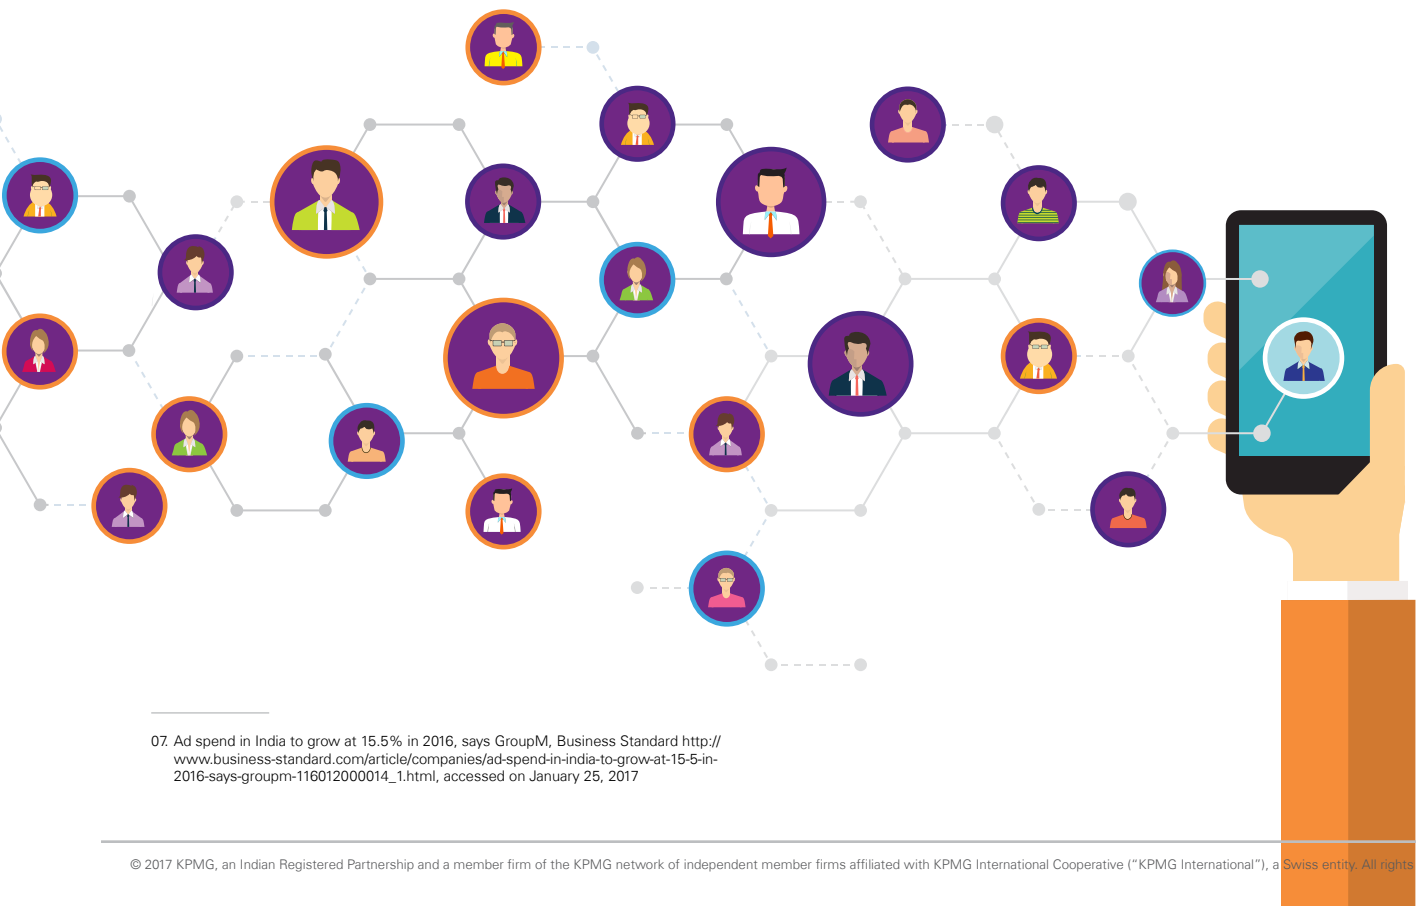 07. Ad spend in India to grow at 15.5% in 2016, says GroupM, Business Standard http://
www.business-standard.com/article/companies/ad-spend-in-india-to-grow-at-15-5-in-
2016-says-groupm-116012000014_1.html, accessed on January 25, 2017
© 2017 KPMG, an Indian Registered Partnership and a member firm of the KPMG network of independent member firms affiliated with KPMG International Cooperative (“KPMG International”), a Swiss entity. All rights